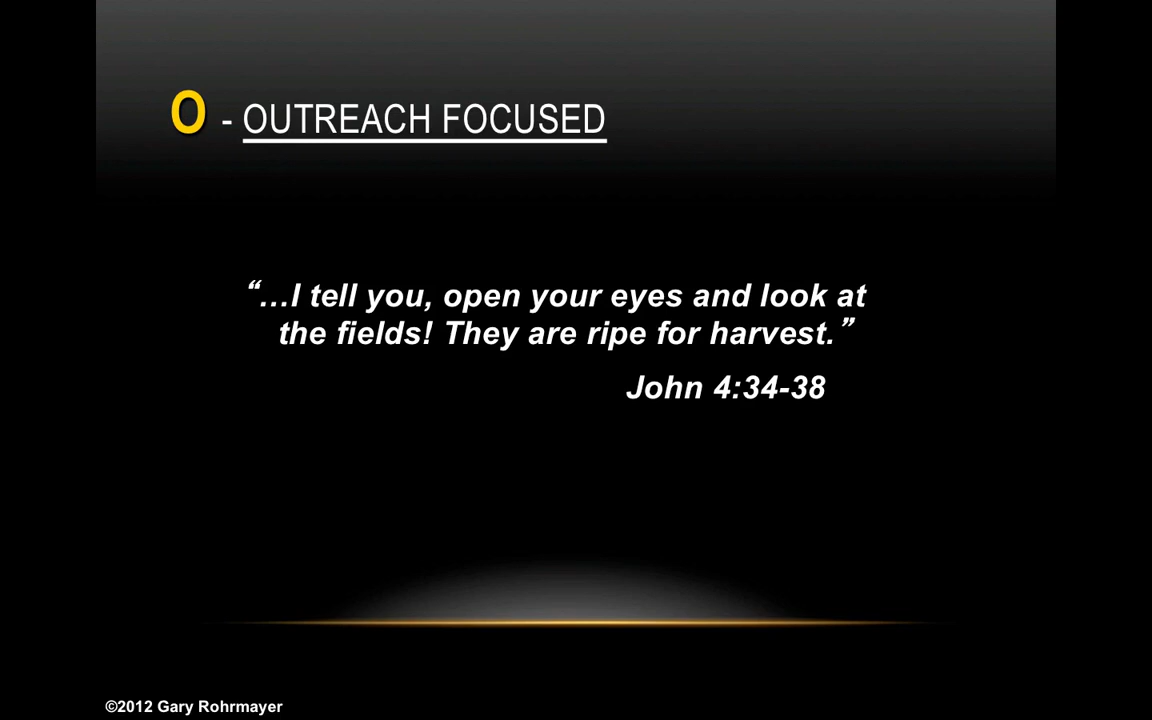 O - OUTREACH FOCUSED
“…I tell you, open your eyes and look at
the fields! They are ripe for harvest.”
John 4:34-38
©2012 Gary Rohrmayer